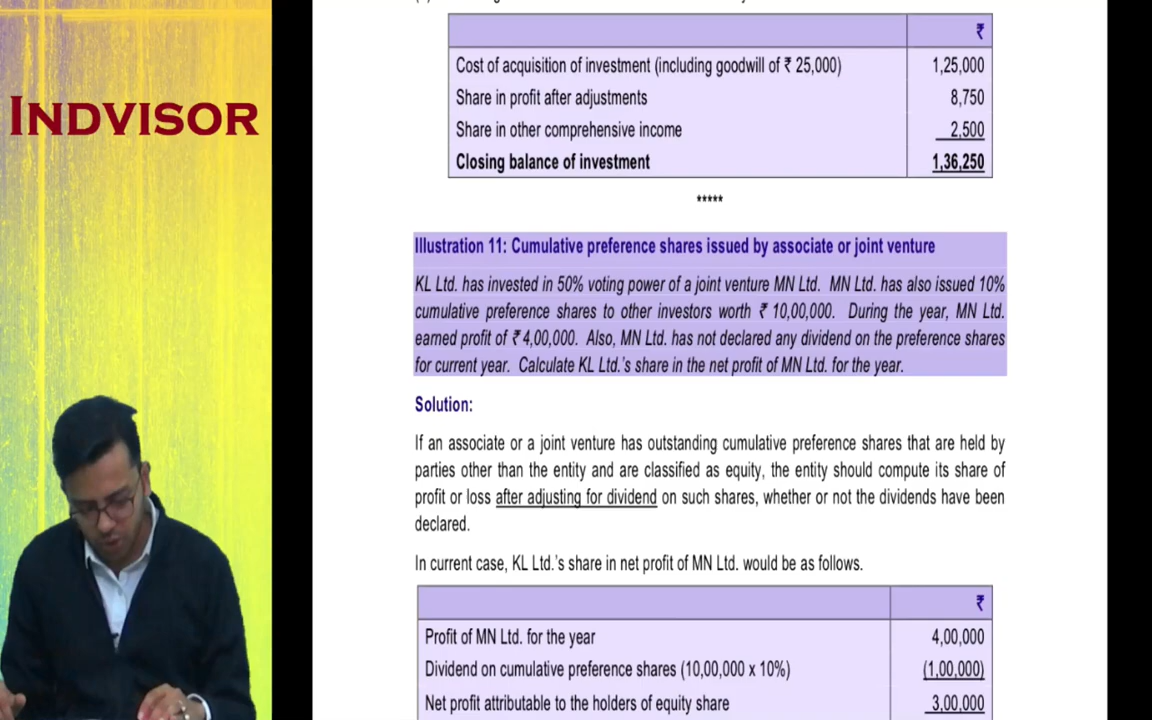 INDVISOR
₹
Cost of acquisition of investment (including goodwill of ₹ 25,000) 1,25,000
Share in profit after adjustments 8,750
Share in other comprehensive income 2,500
Closing balance of investment 1,36,250
*****
Illustration 11: Cumulative preference shares issued by associate or joint venture
KL Ltd. has invested in 50% voting power of a joint venture MN Ltd. MN Ltd. has also issued 10%
cumulative preference shares to other investors worth ₹ 10,00,000. During the year, MN Ltd.
earned profit of ₹ 4,00,000. Also, MN Ltd. has not declared any dividend on the preference shares
for current year. Calculate KL Ltd.'s share in the net profit of MN Ltd. for the year.
Solution:
If an associate or a joint venture has outstanding cumulative preference shares that are held by
parties other than the entity and are classified as equity, the entity should compute its share of
profit or loss after adjusting for dividend on such shares, whether or not the dividends have been
declared.
In current case, KL Ltd.'s share in net profit of MN Ltd. would be as follows.
₹
Profit of MN Ltd. for the year 4,00,000
Dividend on cumulative preference shares (10,00,000 x 10%) (1,00,000)
Net profit attributable to the holders of equity share 3,00,000